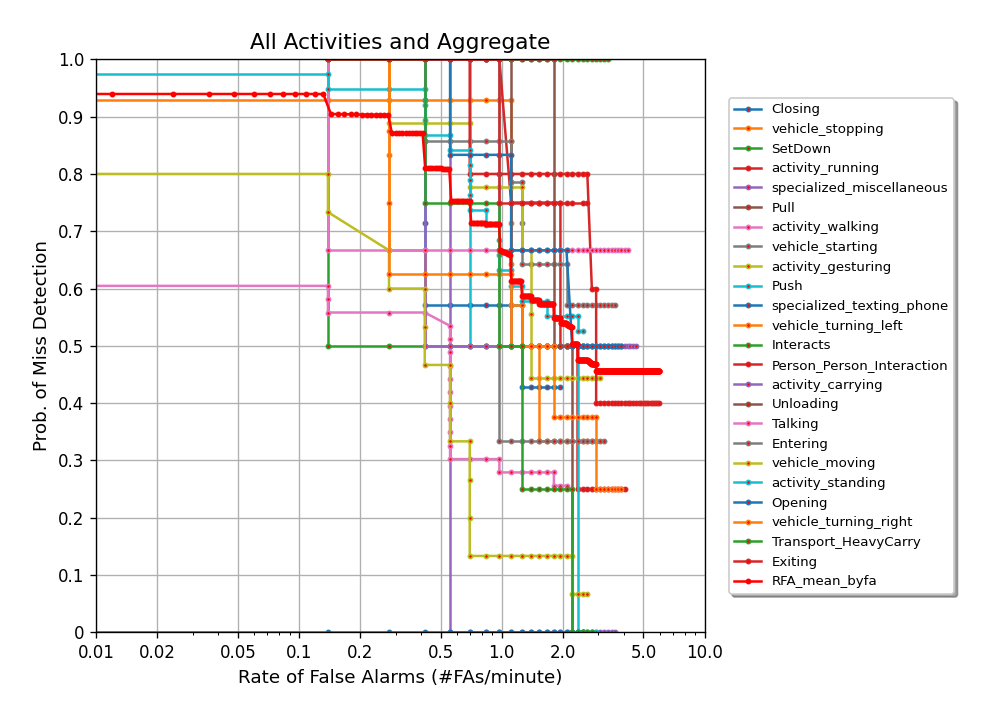 All Activities and Aggregate
Prob. of Miss Detection
1.0
0.9
0.8
0.7
0.6
0.5
0.4
0.3
0.2
0.1
0
0.01 0.02 0.05 0.1 0.2 0.5 1.0 2.0 5.0 10.0
Rate of False Alarms (#FAs/minute)
Closing
vehicle_stopping
SetDown
activity_running
specialized_miscellaneous
Pull
activity_walking
vehicle_starting
activity_gesturing
Push
specialized_texting_phone
vehicle_turning_left
Interacts
Person_Person_Interaction
activity_carrying
Unloading
Talking
Entering
vehicle_moving
activity_standing
Opening
vehicle_turning_right
Transport_HeavyCarry
Exiting
RFA_mean_byfa